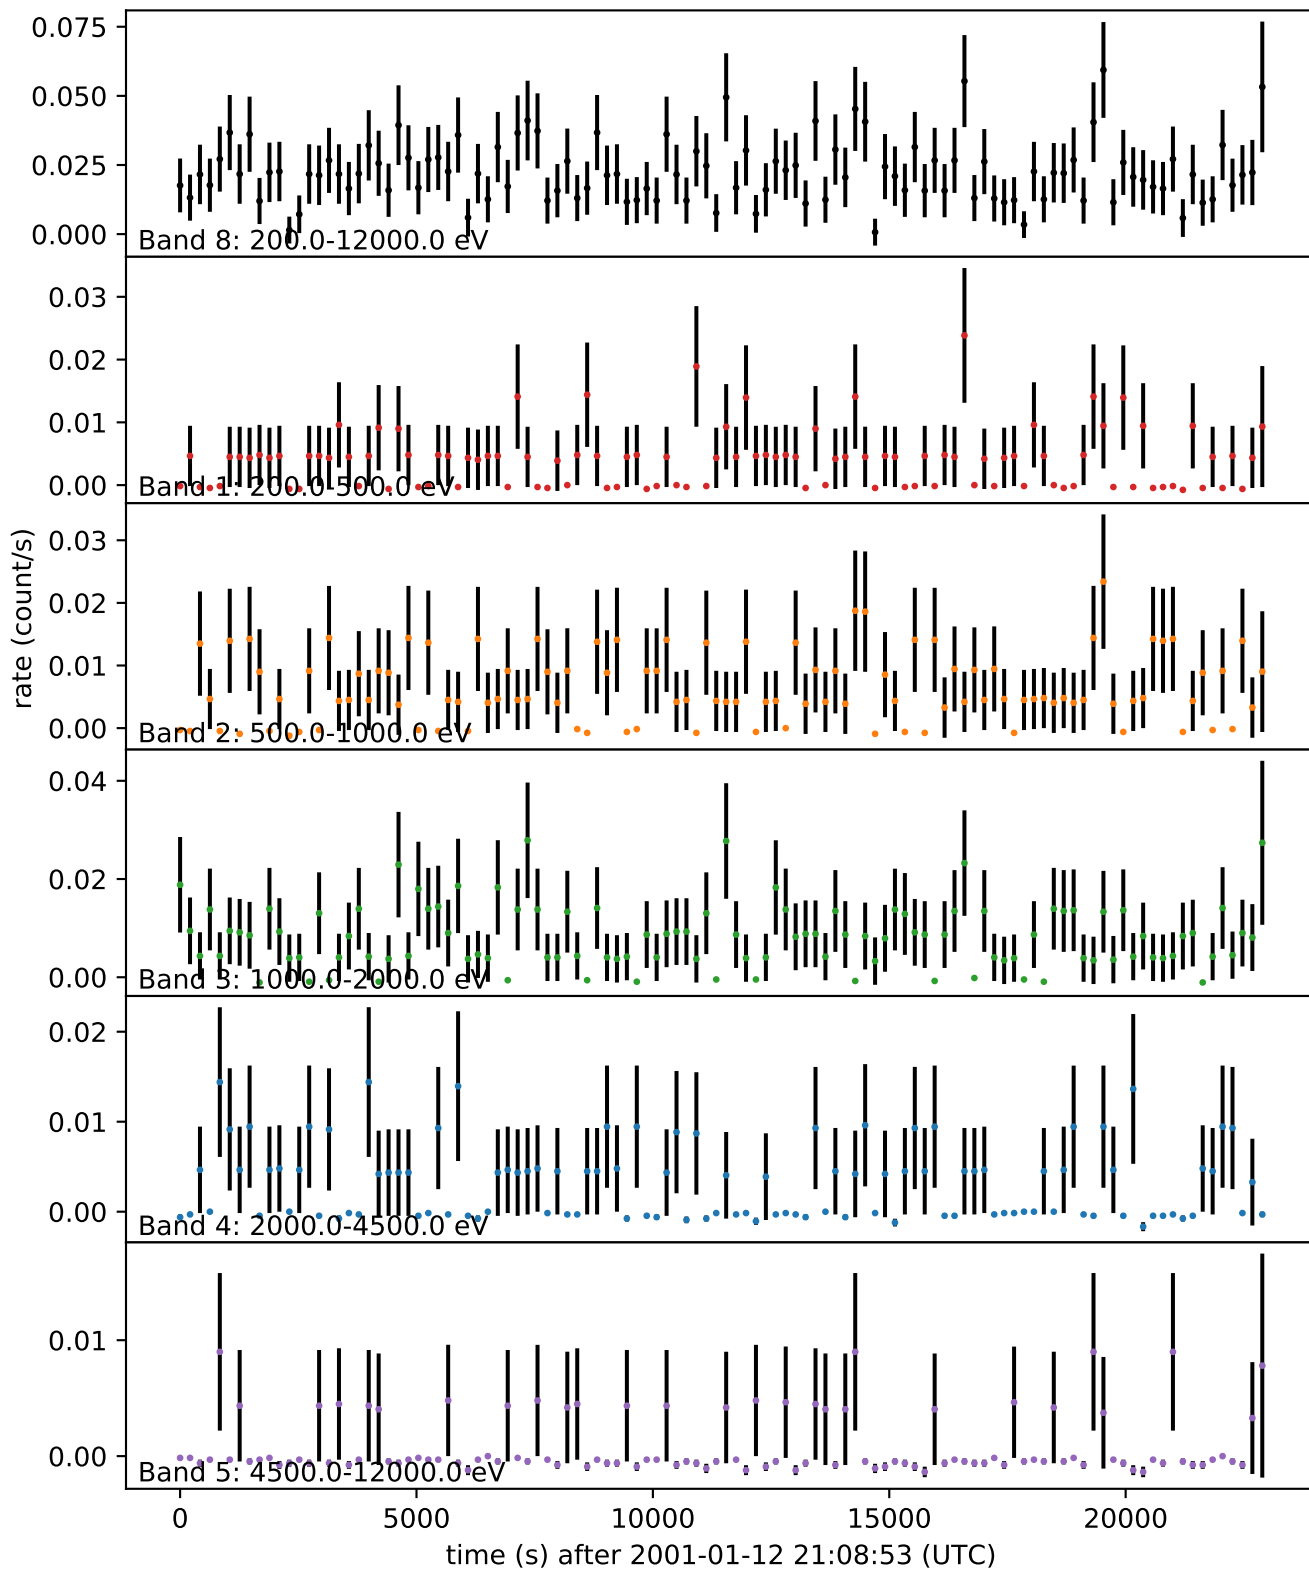 0.075
0.050
0.025
0.000
Band 8: 200.0-12000.0 eV
0.03
0.02
0.01
0.00
Band 1: 200.0-500.0 eV
0.03
0.02
0.01
0.00
Band 2: 500.0-1000.0 eV
rate (count/s)
0.04
0.02
0.00
Band 3: 1000.0-2000.0 eV
0.02
0.01
0.00
Band 4: 2000.0-4500.0 eV
0.01
0.00
Band 5: 4500.0-12000.0 eV
0 5000 10000 15000 20000
time (s) after 2001-01-12 21:08:53 (UTC)